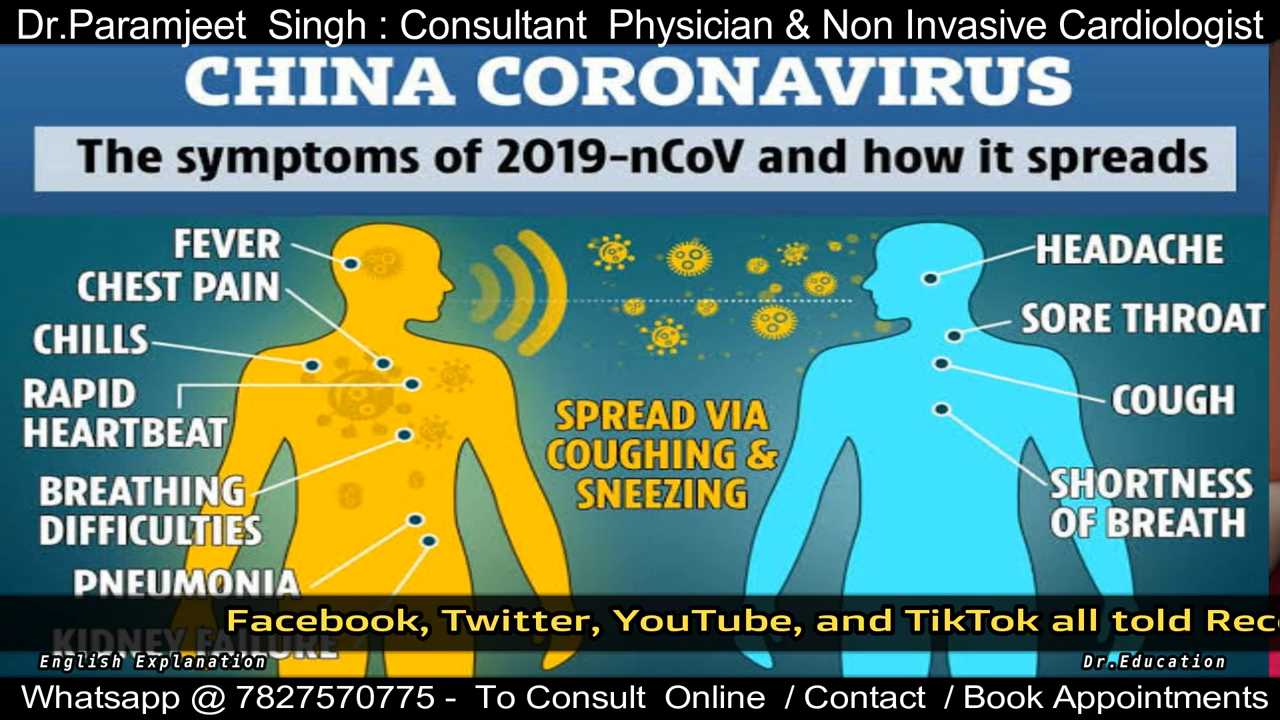 Dr.Paramjeet Singh : Consultant Physician & Non Invasive Cardiologist
CHINA CORONAVIRUS
The symptoms of 2019-nCoV and how it spreads
FEVER
CHEST PAIN
CHILLS
RAPID
HEARTBEAT
BREATHING
DIFFICULTIES
PNEUMONIA
KIDNEY FAILURE
SPREAD VIA
COUGHING &
SNEEZING
HEADACHE
SORE THROAT
COUGH
SHORTNESS
OF BREATH
Facebook, Twitter, YouTube, and TikTok all told
English Explanation
Dr.Education
Whatsapp @ 7827570775 - To Consult Online / Contact / Book Appointments